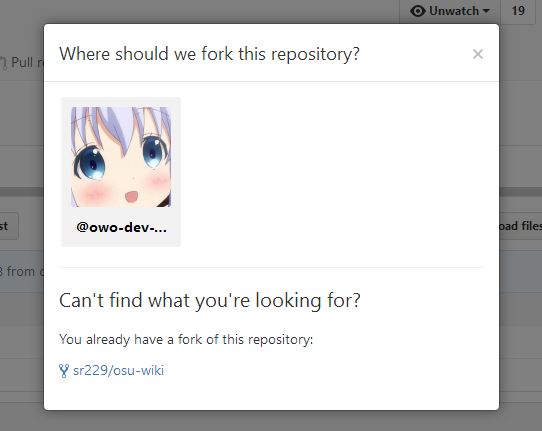 Unwatch
19
Where should we fork this repository?
×
Pull re
@owo-dev-...
st
oad files
from
Can't find what you're looking for?
You already have a fork of this repository:
sr229/osu-wiki